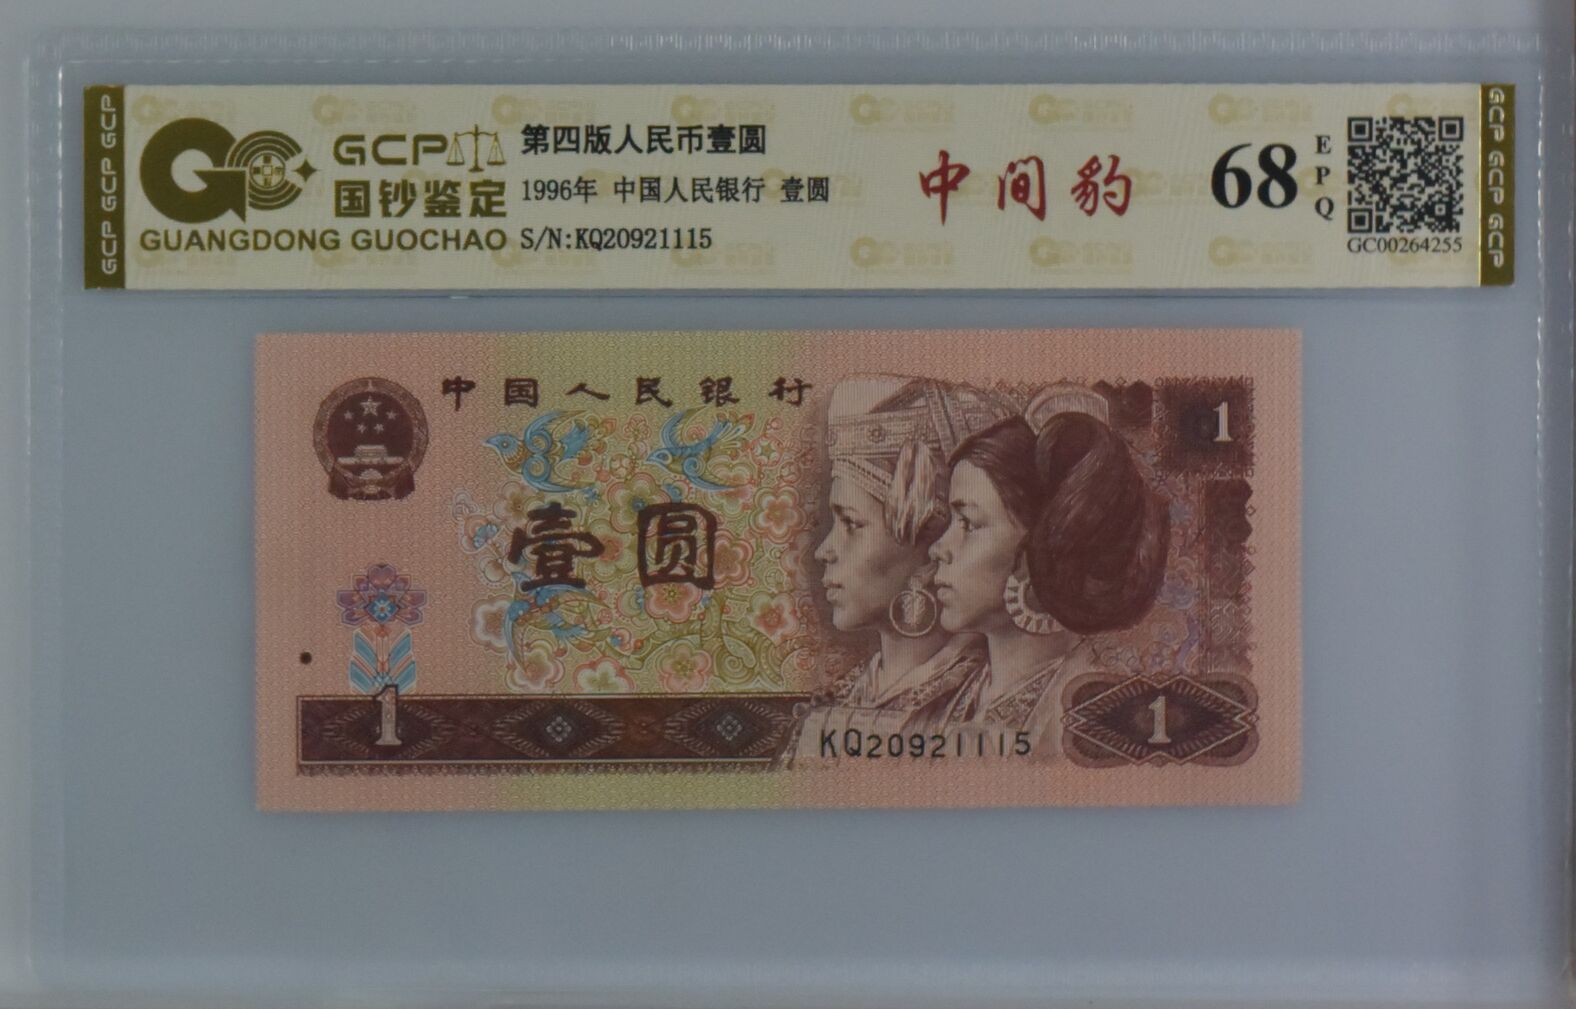 GCP GCP GCP
GCP
国钞鉴定
GUANGDONG GUOCHAO
第四版人民币壹圆
1996年 中国人民银行 壹圆
S/N:KQ20921115
中间豹
68
EPQ
GC00264255
GCP GCP GCP
中国人民银行
1
壹圆
1
KQ20921115
1